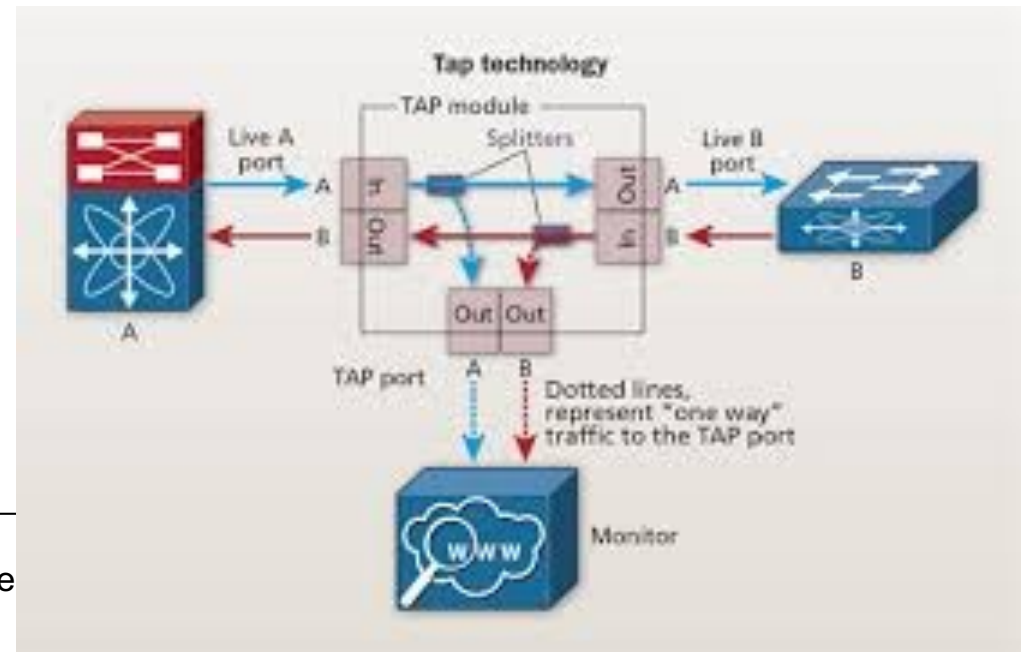 Tap technology
TAP module
Splitters
Live A
port
Live B
port
A
In
Out
A
B
Out
In
B
A
B
Out
Out
TAP port
A
B
Dotted lines,
represent "one way"
traffic to the TAP port
www
Monitor
e